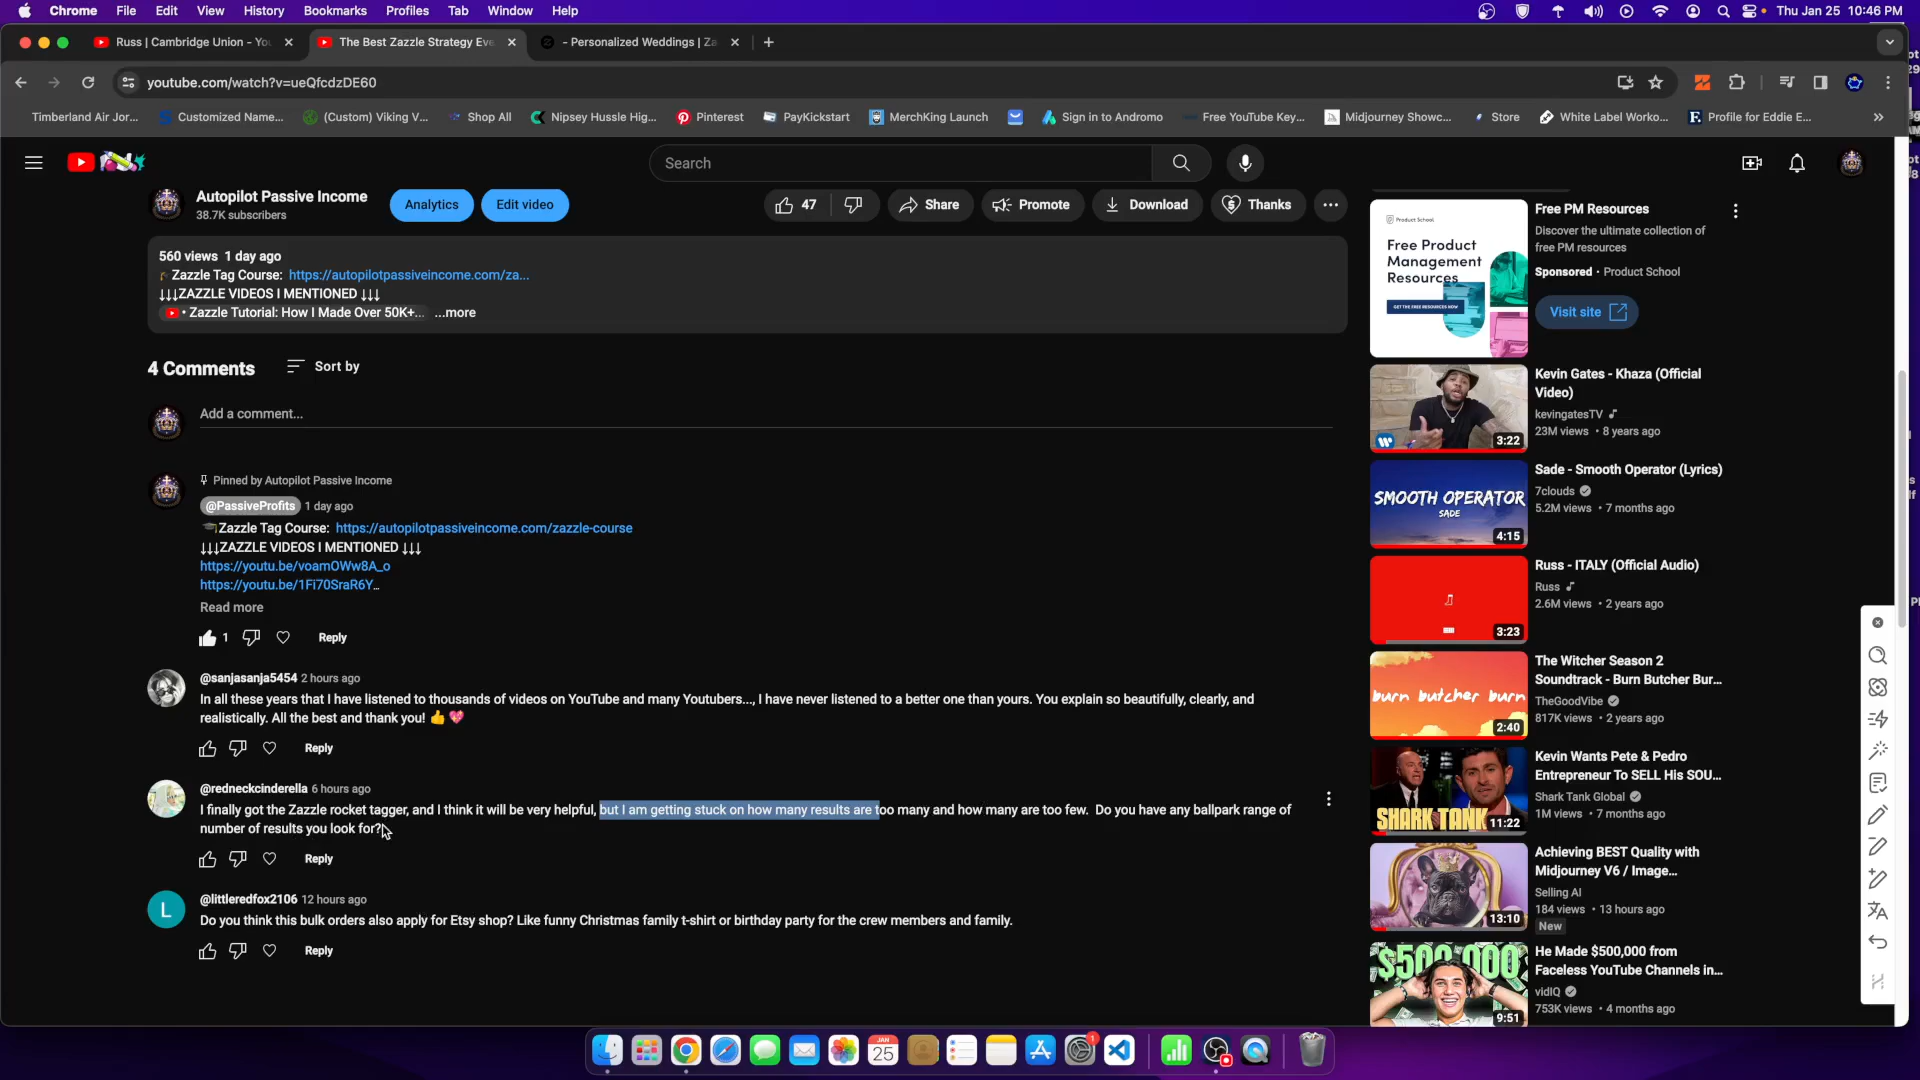 Chrome File Edit View History Bookmarks Profiles Tab Window Help
Thu Jan 25 10:46 PM
Russ | Cambridge Union - Yo
The Best Zazzle Strategy Eve
- Personalized Weddings | Za
youtube.com/watch?v=ueQfcdzDE60
Timberland Air Jor... Customized Name... (Custom) Viking V... Shop All Nipsey Hussle Hig... Pinterest PayKickstart MerchKing Launch Sign in to Andromo Free YouTube Key... Midjourney Showc... Store White Label Worko... Profile for Eddie E...
Search
Autopilot Passive Income
38.7K subscribers
Analytics
Edit video
47
Share
Promote
Download
Thanks
560 views 1 day ago
Zazzle Tag Course: https://autopilotpassiveincome.com/za...
↓↓↓ZAZZLE VIDEOS I MENTIONED ↓↓↓
• Zazzle Tutorial: How I Made Over 50K+... ...more
4 Comments
Sort by
Add a comment...
Pinned by Autopilot Passive Income
@PassiveProfits 1 day ago
🎓Zazzle Tag Course: https://autopilotpassiveincome.com/zazzle-course
↓↓↓ZAZZLE VIDEOS I MENTIONED ↓↓↓
https://youtu.be/voamOWw8A_o
https://youtu.be/1Fi70SraR6Y...
Read more
1
Reply
@sanjasanja5454 2 hours ago
In all these years that I have listened to thousands of videos on YouTube and many Youtubers..., I have never listened to a better one than yours. You explain so beautifully, clearly, and
realistically. All the best and thank you! 👍 💖
Reply
@redneckcinderella 6 hours ago
I finally got the Zazzle rocket tagger, and I think it will be very helpful, but I am getting stuck on how many results are too many and how many are too few. Do you have any ballpark range of
number of results you look for?
Reply
L
@littleredfox2106 12 hours ago
Do you think this bulk orders also apply for Etsy shop? Like funny Christmas family t-shirt or birthday party for the crew members and family.
Reply
Product School
Free Product
Management
Resources
GET THE FREE RESOURCES NOW
Free PM Resources
Discover the ultimate collection of
free PM resources
Sponsored · Product School
Visit site
3:22
Kevin Gates - Khaza (Official
Video)
kevingatesTV
23M views • 8 years ago
SMOOTH OPERATOR
SADE
4:15
Sade - Smooth Operator (Lyrics)
7clouds
5.2M views • 7 months ago
3:23
Russ - ITALY (Official Audio)
Russ
2.6M views • 2 years ago
burn butcher burn
2:40
The Witcher Season 2
Soundtrack - Burn Butcher Bur...
TheGoodVibe
817K views • 2 years ago
SHARK TANK
11:22
Kevin Wants Pete & Pedro
Entrepreneur To SELL His SOU...
Shark Tank Global
1M views • 7 months ago
13:10
Achieving BEST Quality with
Midjourney V6 / Image...
Selling AI
184 views • 13 hours ago
New
$500,000
9:51
He Made $500,000 from
Faceless YouTube Channels in...
vidIQ
753K views • 4 months ago
JAN
25
1